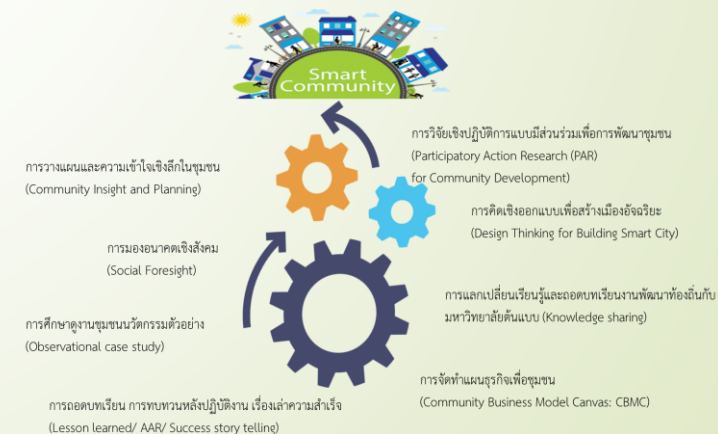 Smart
Community
การวางแผนและความเข้าใจเชิงลึกในชุมชน
(Community Insight and Planning)
การมองอนาคตเชิงสังคม
(Social Foresight)
การศึกษาดูงานชุมชนนวัตกรรมตัวอย่าง
(Observational case study)
การถอดบทเรียน การทบทวนหลังปฏิบัติงาน เรื่องเล่าความสำเร็จ
(Lesson learned/ AAR/ Success story telling)
การวิจัยเชิงปฏิบัติการแบบมีส่วนร่วมเพื่อการพัฒนาชุมชน
(Participatory Action Research (PAR)
for Community Development)
การคิดเชิงออกแบบเพื่อสร้างเมืองอัจฉริยะ
(Design Thinking for Building Smart City)
การแลกเปลี่ยนเรียนรู้และถอดบทเรียนงานพัฒนาท้องถิ่นกับ
มหาวิทยาลัยต้นแบบ (Knowledge sharing)
การจัดทำแผนธุรกิจเพื่อชุมชน
(Community Business Model Canvas: CBMC)